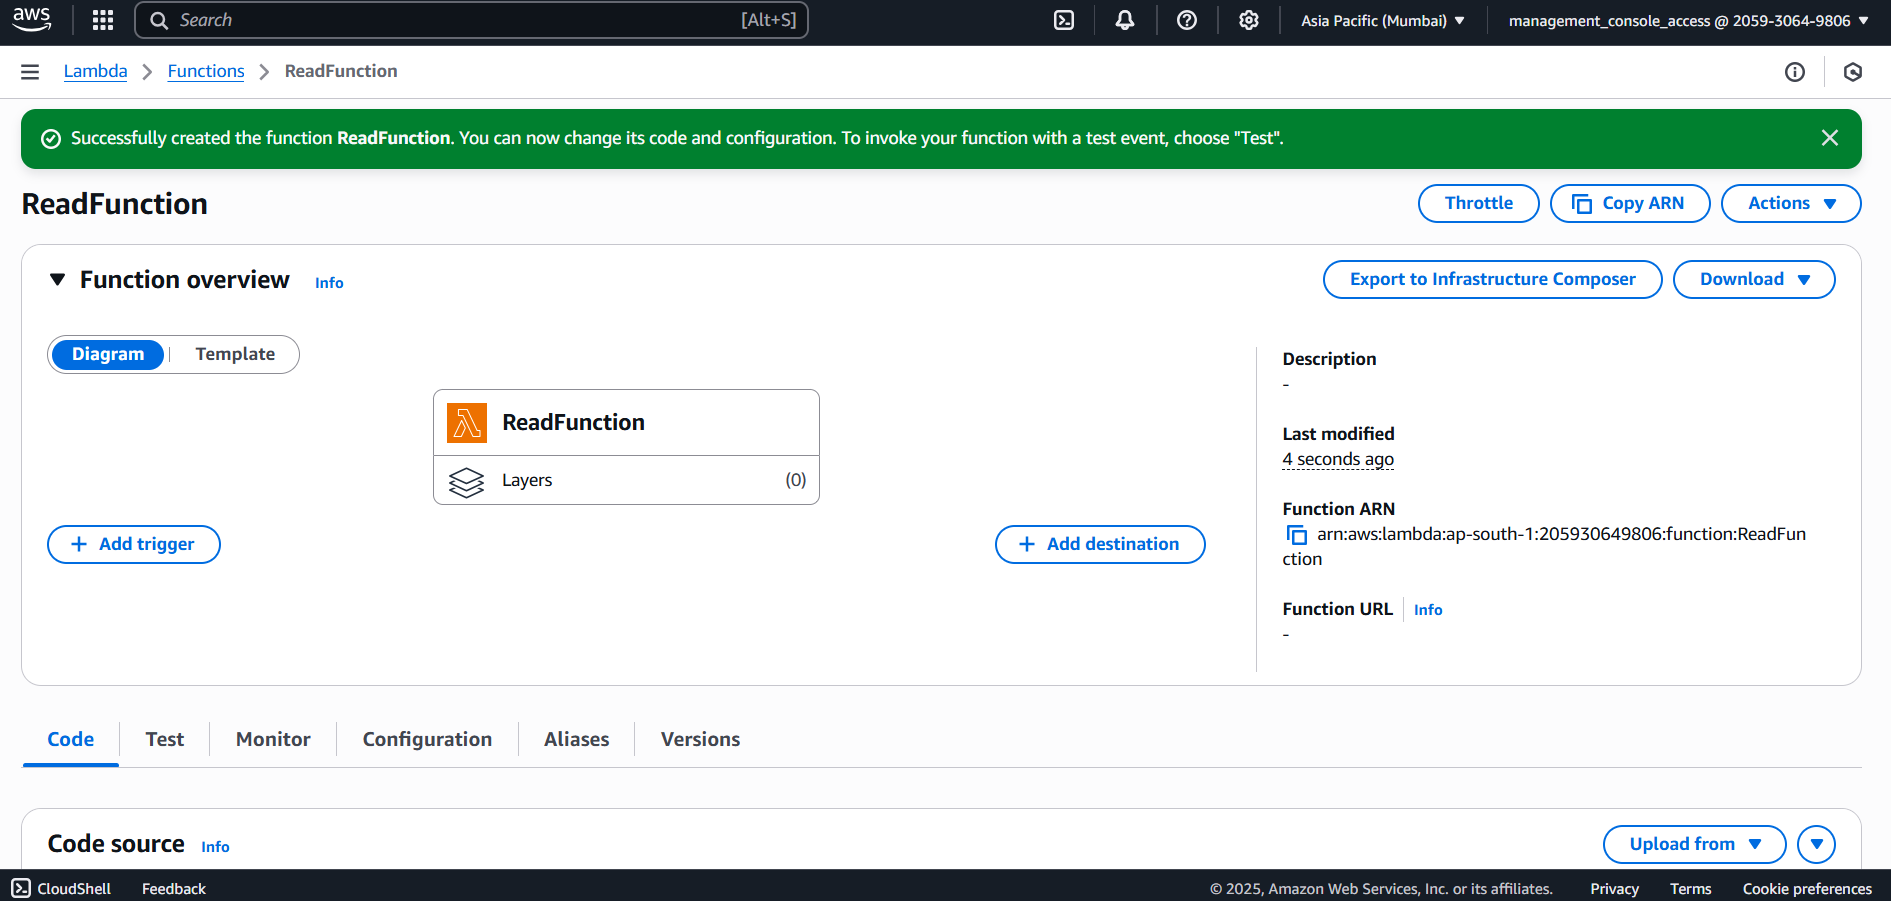 aws Search [Alt+S] Asia Pacific (Mumbai) management_console_access @ 2059-3064-9806
Lambda Functions ReadFunction
Successfully created the function ReadFunction. You can now change its code and configuration. To invoke your function with a test event, choose "Test".
ReadFunction Throttle Copy ARN Actions
Function overview Info Export to Infrastructure Composer Download
Diagram Template
ReadFunction
Layers (0)
+ Add trigger + Add destination
Description
-
Last modified
4 seconds ago
Function ARN
arn:aws:lambda:ap-south-1:205930649806:function:ReadFun
ction
Function URL Info
-
Code Test Monitor Configuration Aliases Versions
Code source Info Upload from
CloudShell Feedback © 2025, Amazon Web Services, Inc. or its affiliates. Privacy Terms Cookie preferences